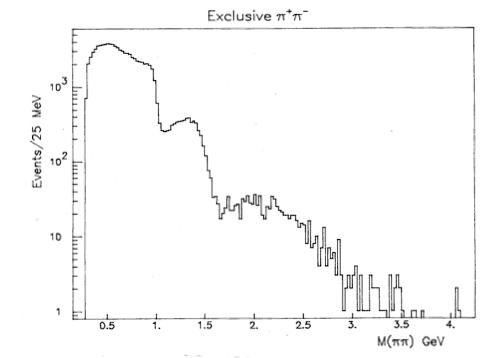 Exclusive π⁺π⁻
Events/25 MeV
10³
10²
10
1
0.5 1. 1.5 2. 2.5 3. 3.5 4.
M(ππ) GeV